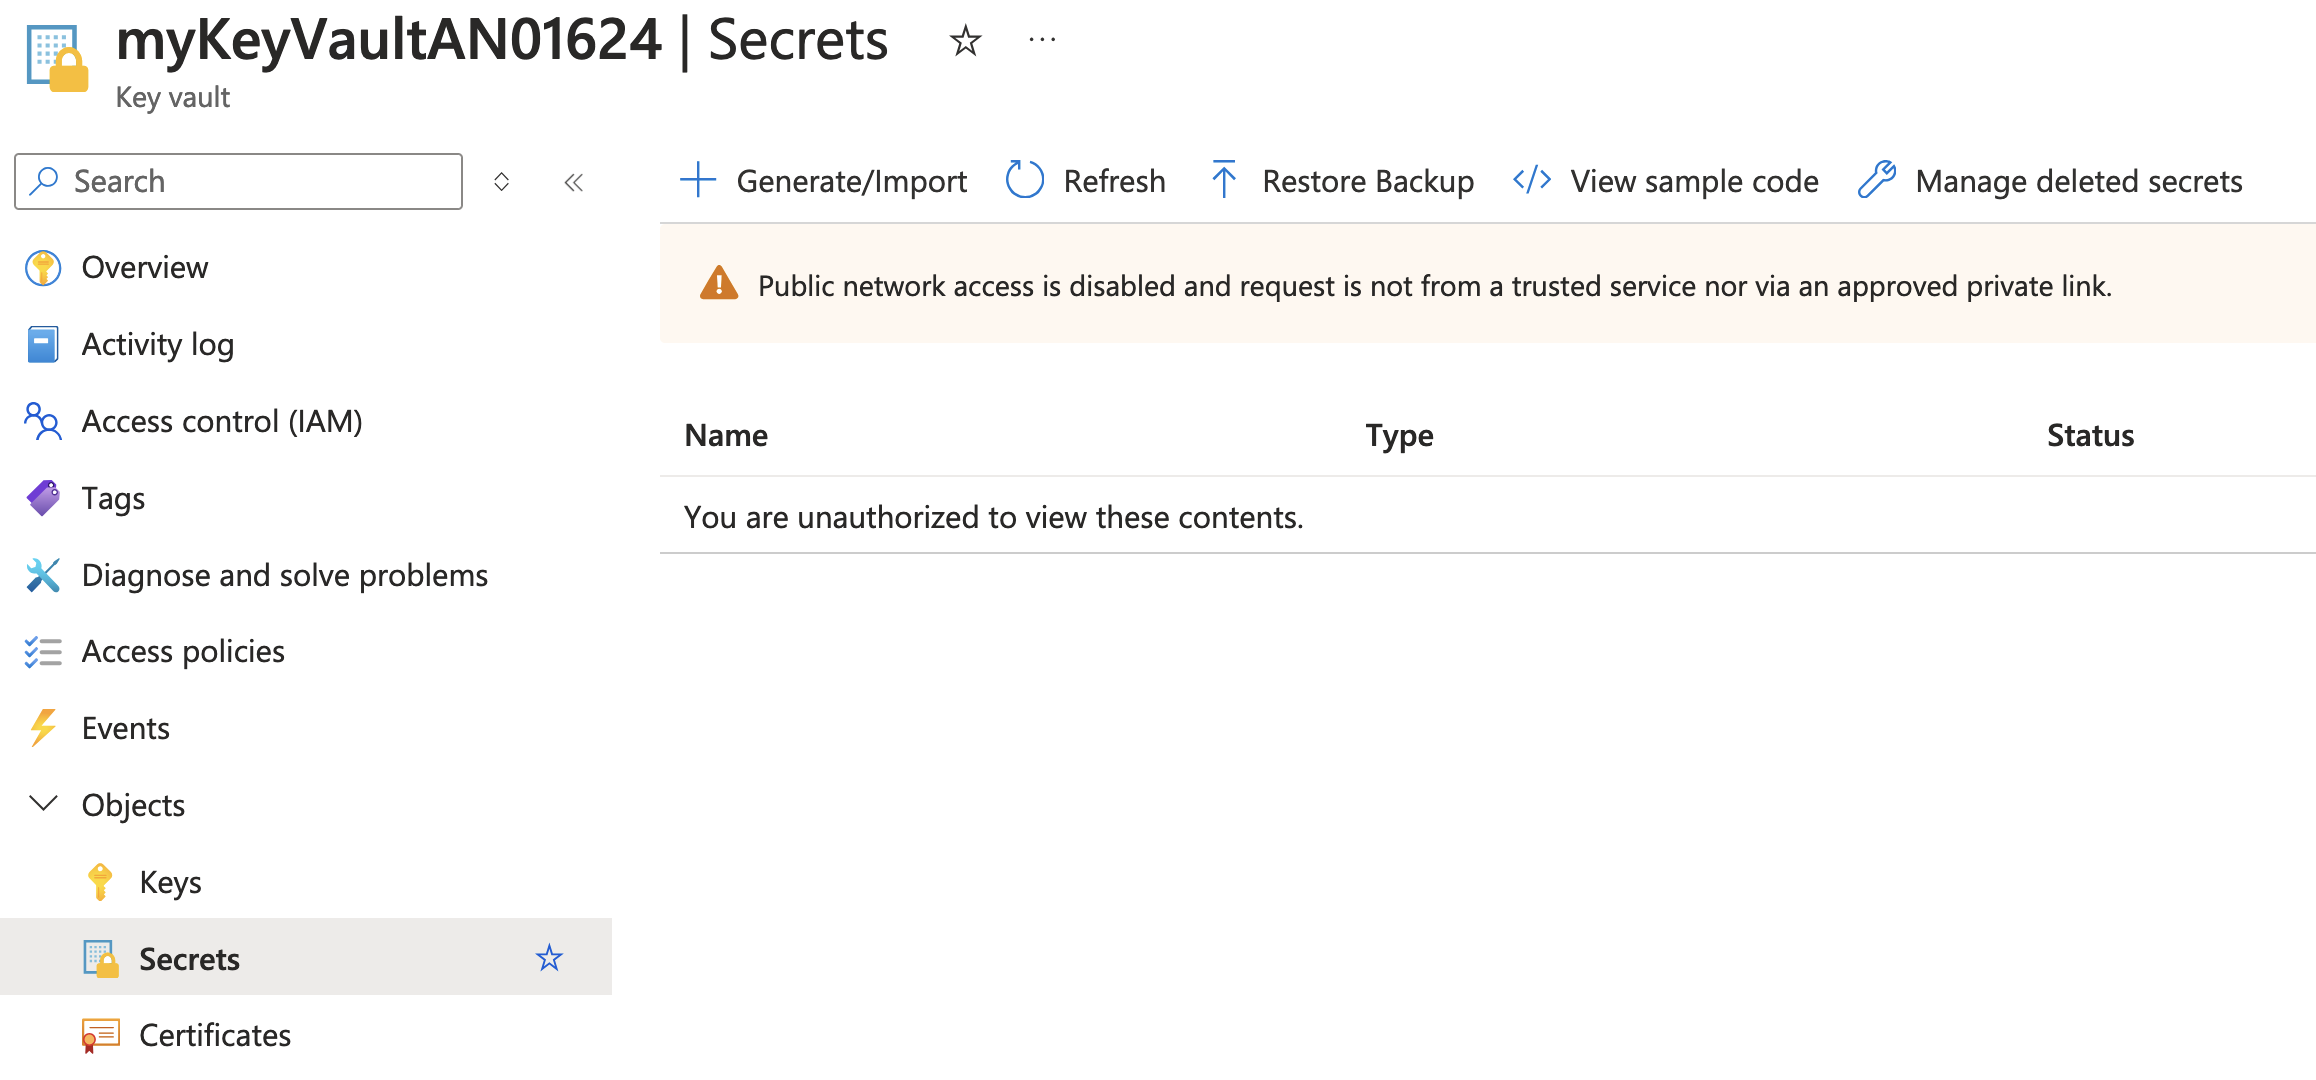 myKeyVaultAN01624 | Secrets
Key vault
Search
Generate/Import
Refresh
Restore Backup
View sample code
Manage deleted secrets
Overview
Activity log
Access control (IAM)
Tags
Diagnose and solve problems
Access policies
Events
Objects
Keys
Secrets
Certificates
Public network access is disabled and request is not from a trusted service nor via an approved private link.
Name
Type
Status
You are unauthorized to view these contents.